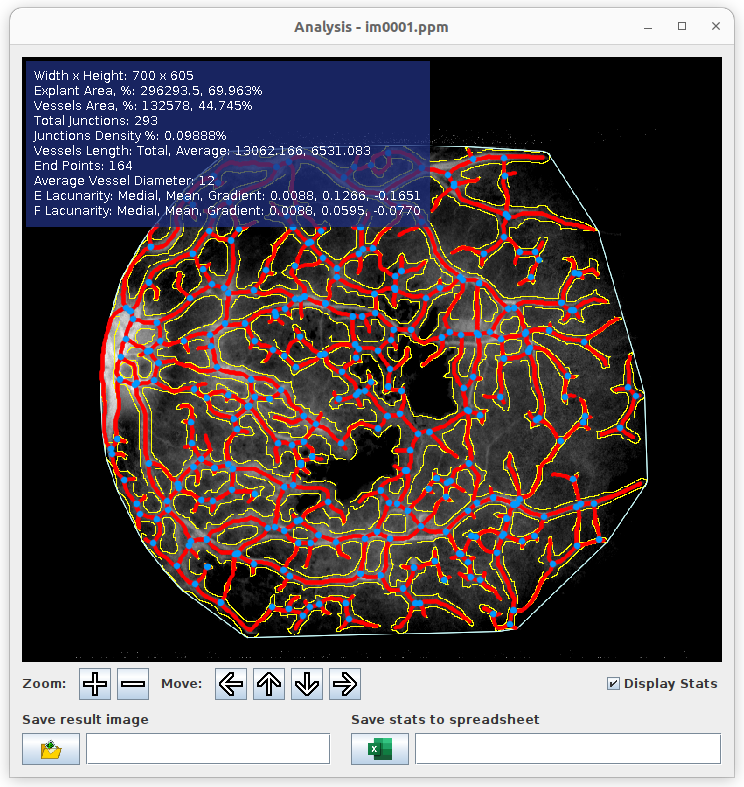 Analysis - im0001.ppm
Width x Height: 700 x 605
Explant Area, %: 296293.5, 69.963%
Vessels Area, %: 132578, 44.745%
Total Junctions: 293
Junctions Density %: 0.09888%
Vessels Length: Total, Average: 13062.166, 6531.083
End Points: 164
Average Vessel Diameter: 12
E Lacunarity: Medial, Mean, Gradient: 0.0088, 0.1266, -0.1651
F Lacunarity: Medial, Mean, Gradient: 0.0088, 0.0595, -0.0770
Zoom: Move: Display Stats
Save result image Save stats to spreadsheet